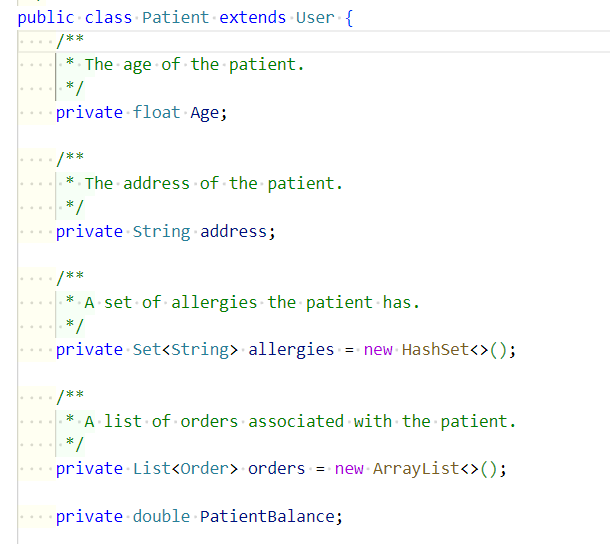 public class Patient extends User {
/**
* The age of the patient.
*/
private float Age;
/**
* The address of the patient.
*/
private String address;
/**
* A set of allergies the patient has.
*/
private Set<String> allergies = new HashSet<>();
/**
* A list of orders associated with the patient.
*/
private List<Order> orders = new ArrayList<>();
private double PatientBalance;